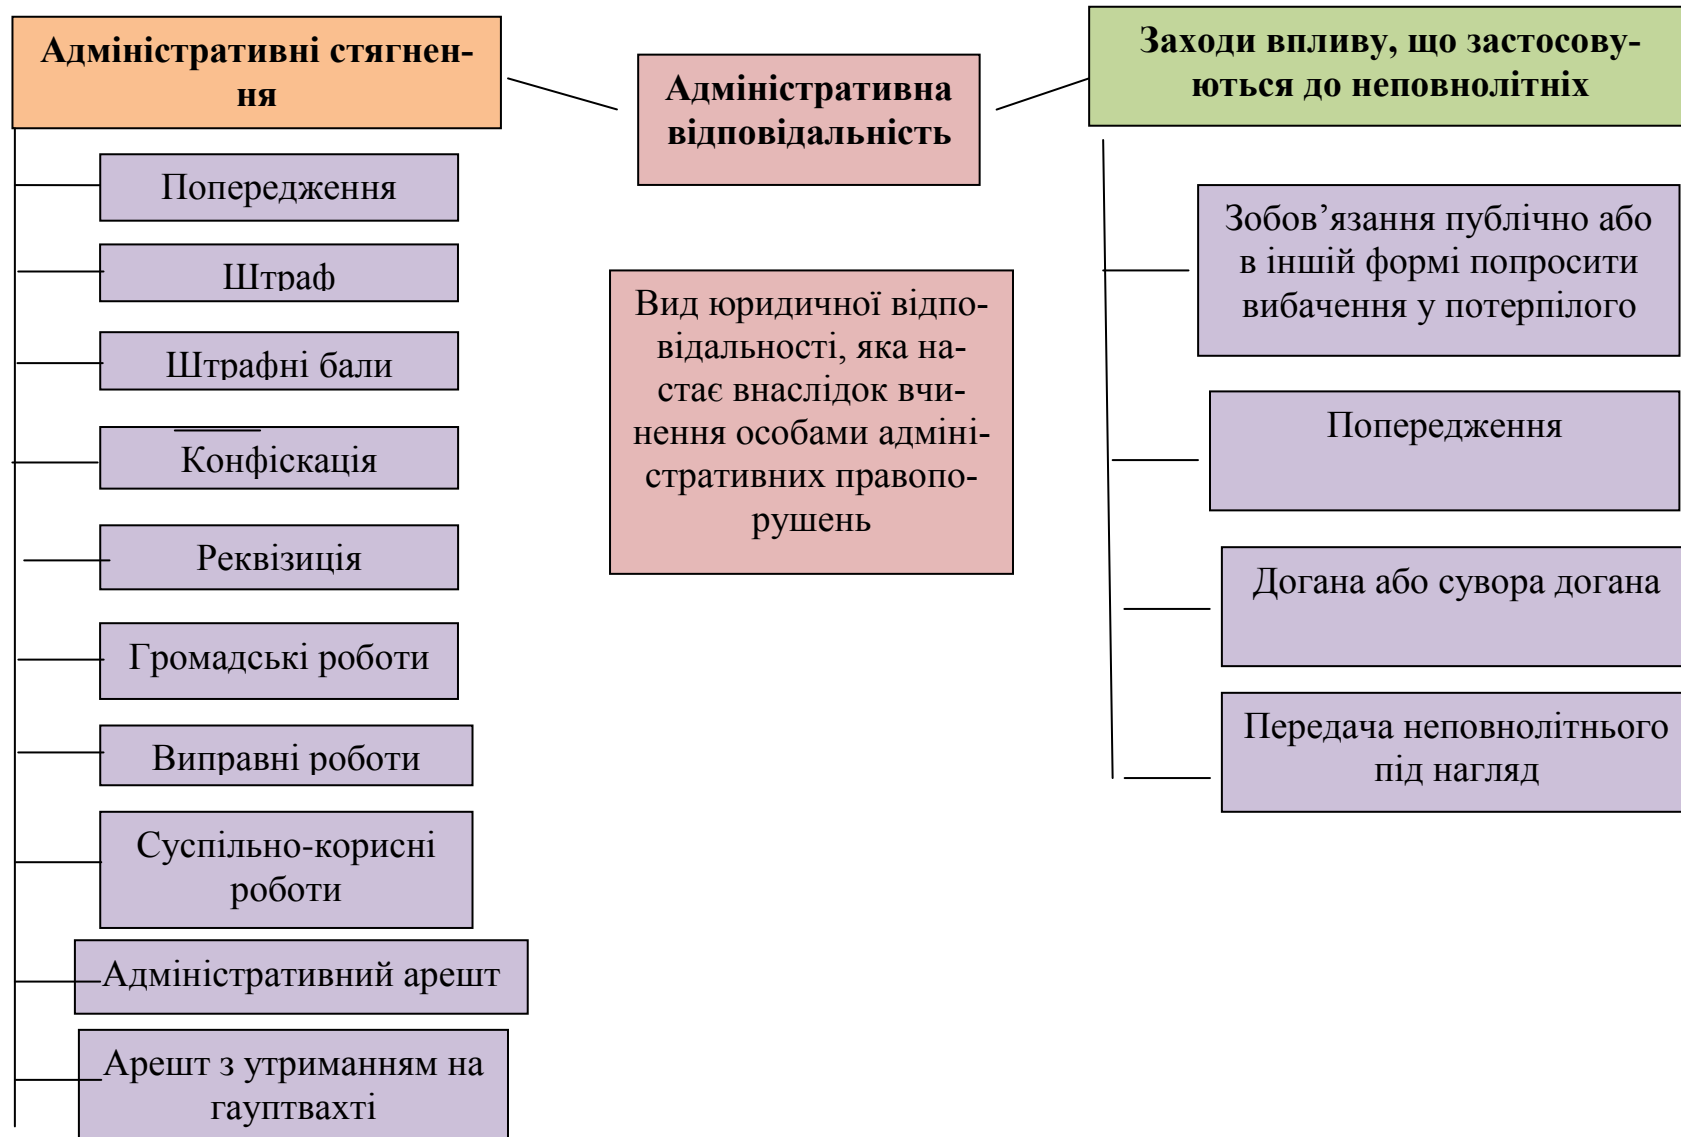 Адміністративні стягнен-
ня
Попередження
Штраф
Штрафні бали
Конфіскація
Реквізиція
Громадські роботи
Виправні роботи
Суспільно-корисні
роботи
Адміністративний арешт
Арешт з утриманням на
гауптвахті
Адміністративна
відповідальність
Вид юридичної відпо-
відальності, яка на-
стає внаслідок вчи-
нення особами адміні-
стративних правопо-
рушень
Заходи впливу, що застосову-
ються до неповнолітніх
Зобов’язання публічно або
в іншій формі попросити
вибачення у потерпілого
Попередження
Догана або сувора догана
Передача неповнолітнього
під нагляд